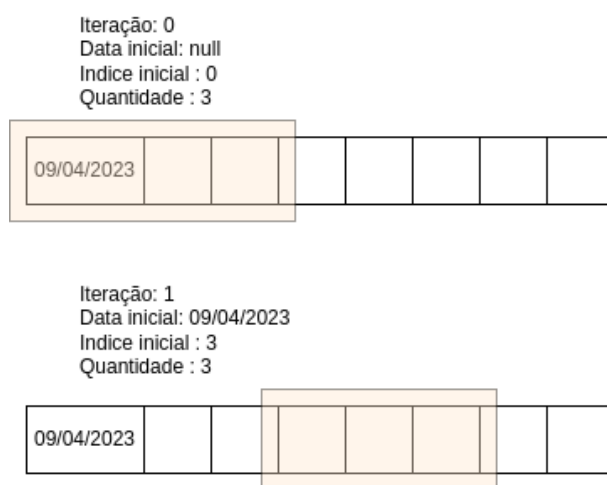 Iteração: 0
Data inicial: null
Indice inicial : 0
Quantidade : 3
09/04/2023
Iteração: 1
Data inicial: 09/04/2023
Indice inicial : 3
Quantidade : 3
09/04/2023